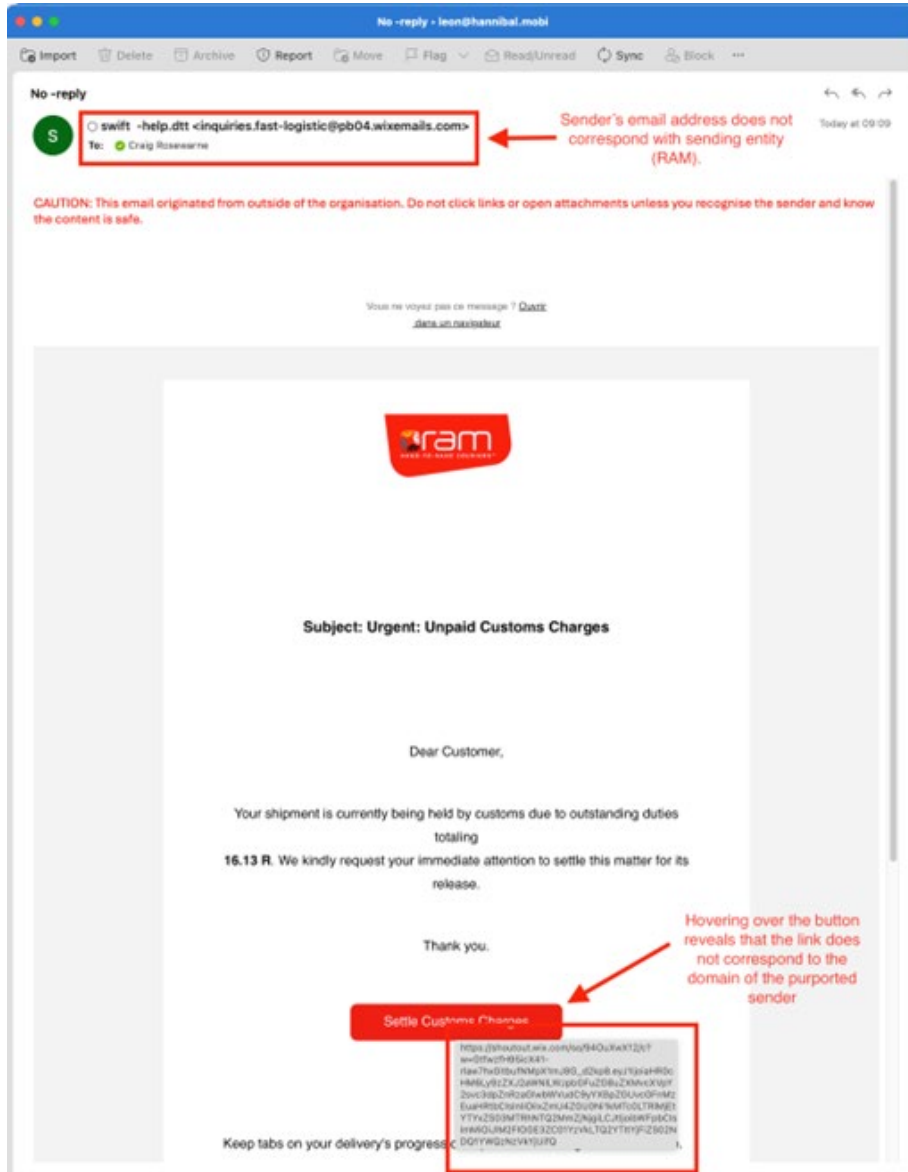 No -reply • leon@hannibal.mobi
Import Delete Archive Report Move Flag Read/Unread Sync Block ...
No -reply
S
swift -help.dtt <inquiries.fast-logistic@pb04.wixemails.com>
To: Craig Rosewarne
Today at 09:09
Sender's email address does not
correspond with sending entity
(RAM).
CAUTION: This email originated from outside of the organisation. Do not click links or open attachments unless you recognise the sender and know
the content is safe.
Vous ne voyez pas ce message ? Ouvrir
dans un navigateur
ram
HAND-TO-HAND COURIERS
Subject: Urgent: Unpaid Customs Charges
Dear Customer,
Your shipment is currently being held by customs due to outstanding duties
totaling
16.13 R. We kindly request your immediate attention to settle this matter for its
release.
Thank you.
Hovering over the button
reveals that the link does
not correspond to the
domain of the purported
sender
Settle Customs Charges
Keep tabs on your delivery's progress